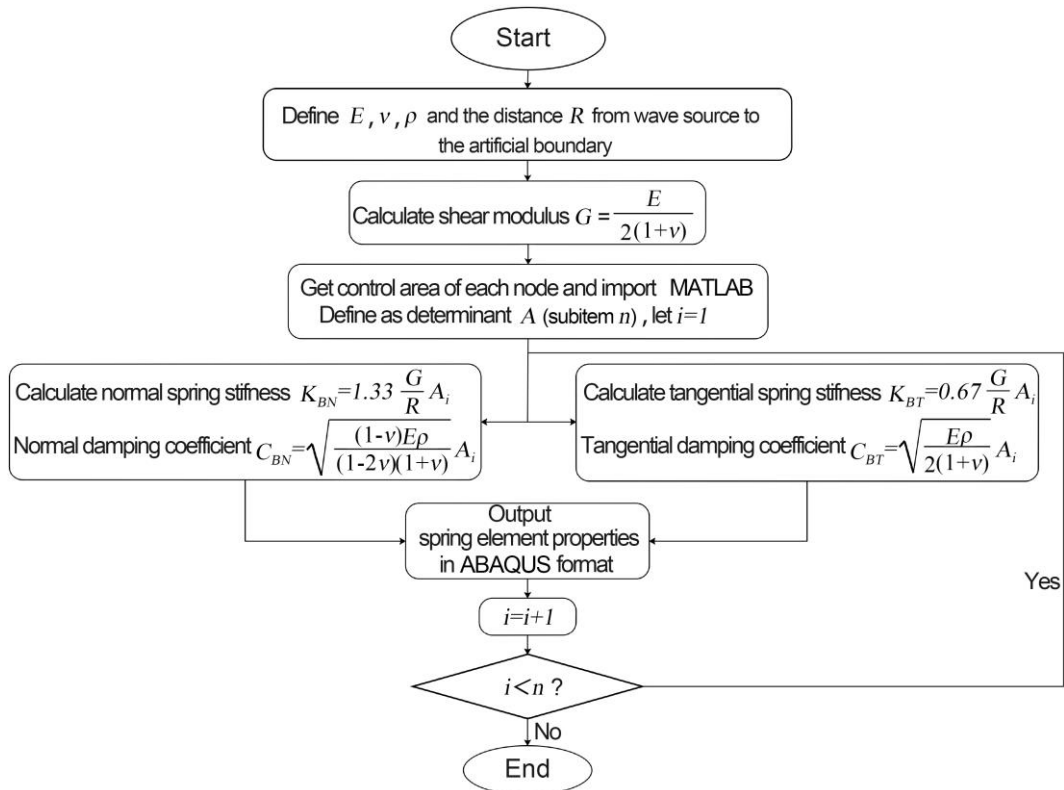 Start
Define E, ν, ρ and the distance R from wave source to
the artificial boundary
Calculate shear modulus G = E / 2(1+ν)
Get control area of each node and import MATLAB
Define as determinant A (subitem n), let i=1
Calculate normal spring stifness K_BN=1.33 G/R A_i
Normal damping coefficient C_BN=√((1-ν)Eρ / (1-2ν)(1+ν)) A_i
Calculate tangential spring stifness K_BT=0.67 G/R A_i
Tangential damping coefficient C_BT=√(Eρ / 2(1+ν)) A_i
Output
spring element properties
in ABAQUS format
Yes
i=i+1
i<n ?
No
End